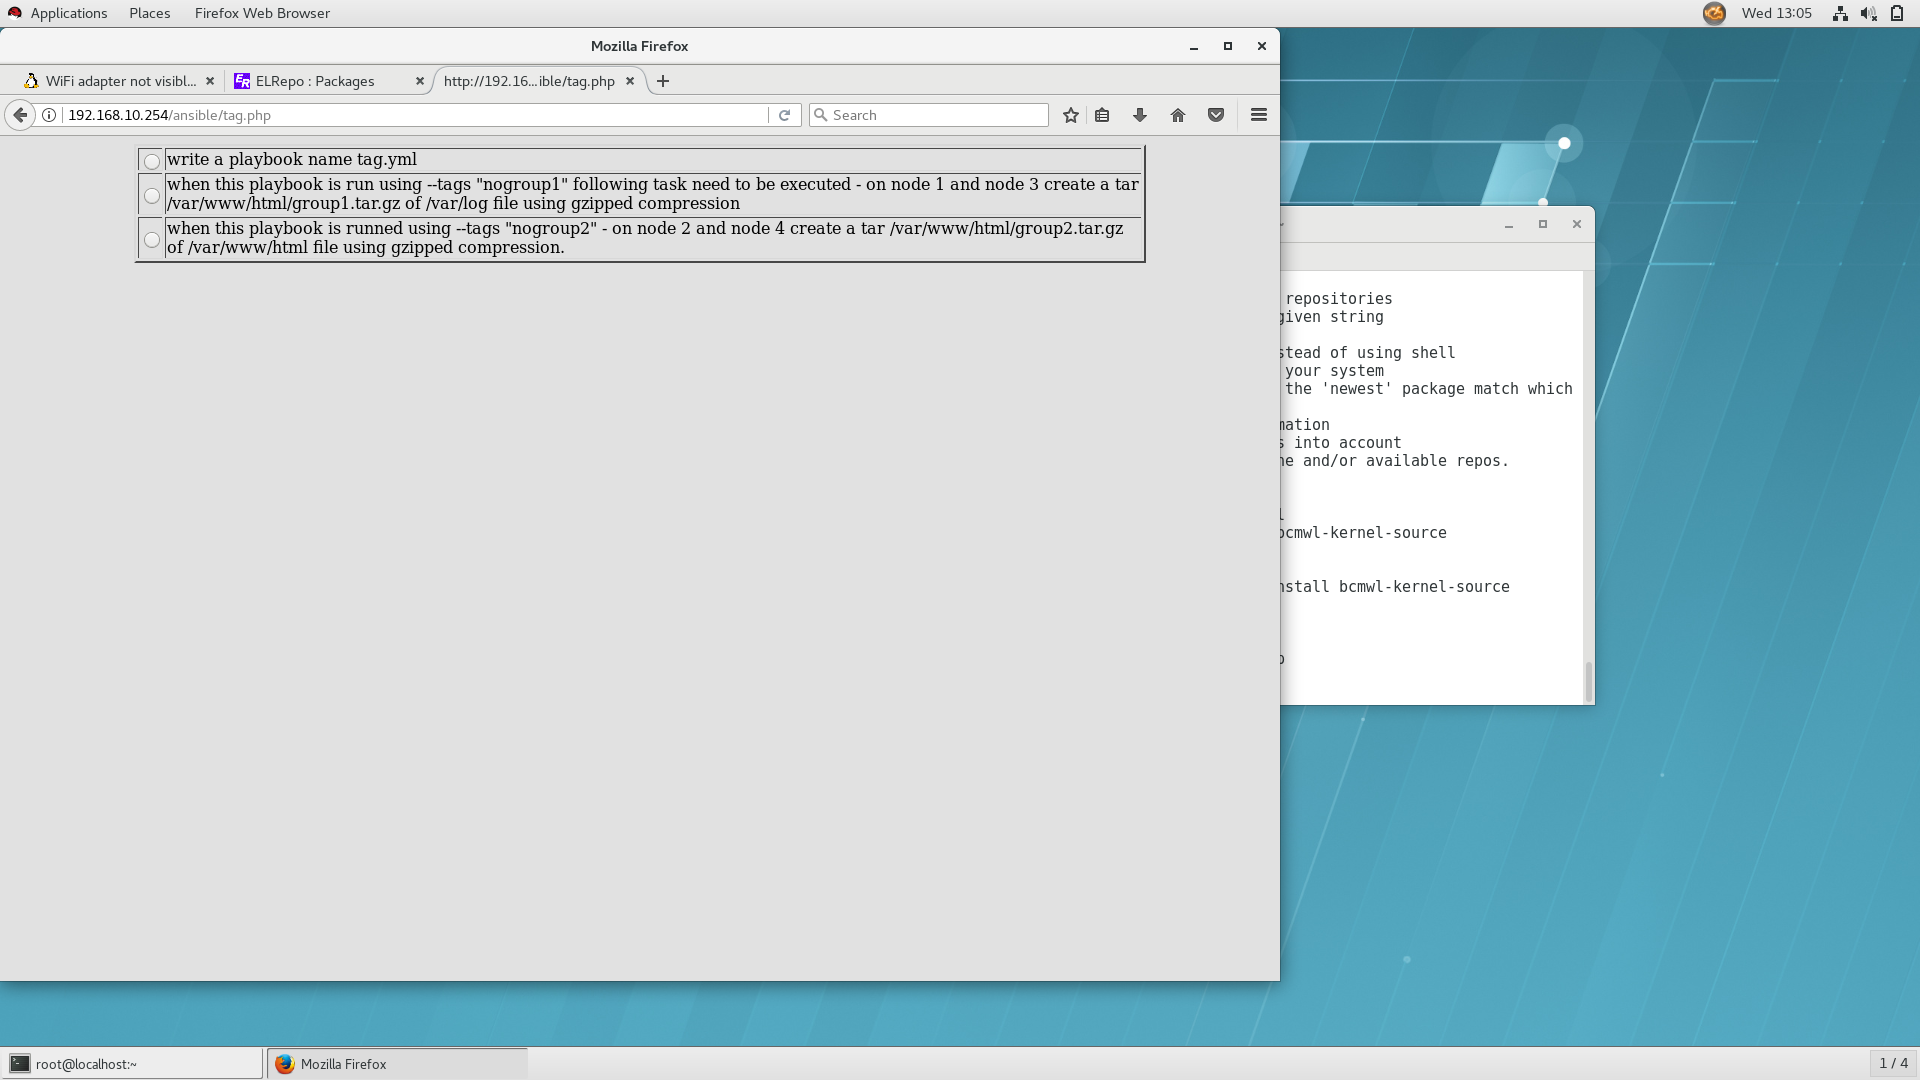 Applications Places Firefox Web Browser Wed 13:05
Mozilla Firefox
WiFi adapter not visibl... ELRepo : Packages http://192.16...ible/tag.php
192.168.10.254/ansible/tag.php Search
write a playbook name tag.yml
when this playbook is run using --tags "nogroup1" following task need to be executed - on node 1 and node 3 create a tar
/var/www/html/group1.tar.gz of /var/log file using gzipped compression
when this playbook is runned using --tags "nogroup2" - on node 2 and node 4 create a tar /var/www/html/group2.tar.gz
of /var/www/html file using gzipped compression.
repositories
given string
stead of using shell
your system
the 'newest' package match which
mation
s into account
ne and/or available repos.
l
bcmwl-kernel-source
nstall bcmwl-kernel-source
root@localhost:~ Mozilla Firefox 1 / 4